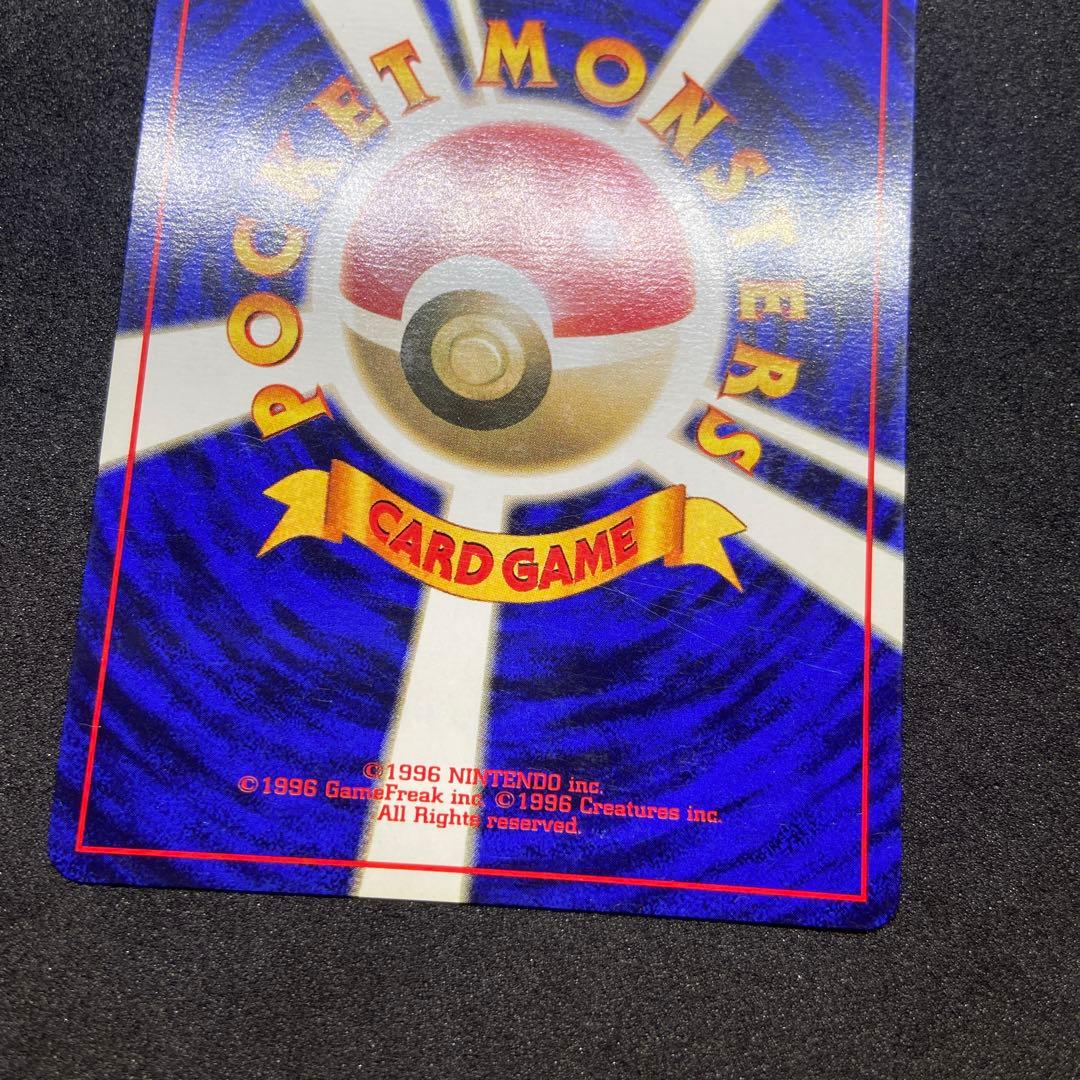 POCKET MONSTERS
CARD GAME
©1996 NINTENDO inc.
©1996 GameFreak inc. ©1996 Creatures inc.
All Rights reserved.